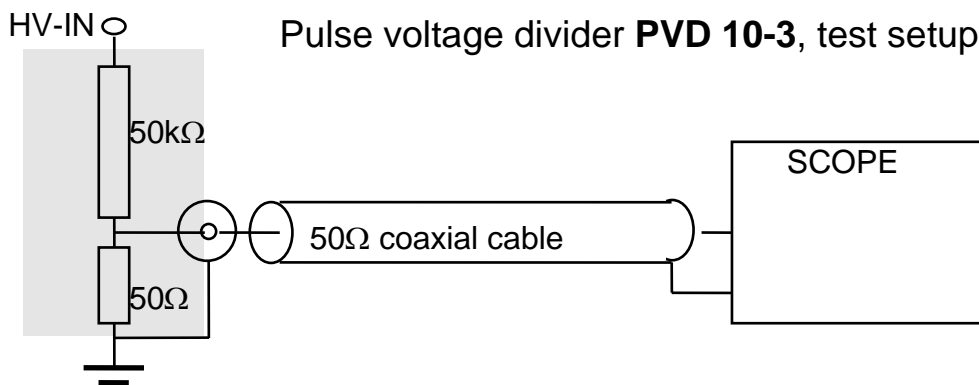 HV-IN
Pulse voltage divider PVD 10-3, test setup
50kΩ
SCOPE
50Ω coaxial cable
50Ω